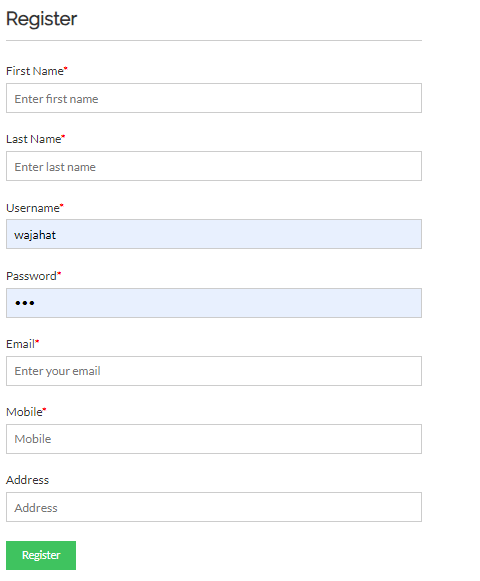 Register
First Name*
Enter first name
Last Name*
Enter last name
Username*
wajahat
Password*
•••
Email*
Enter your email
Mobile*
Mobile
Address
Address
Register